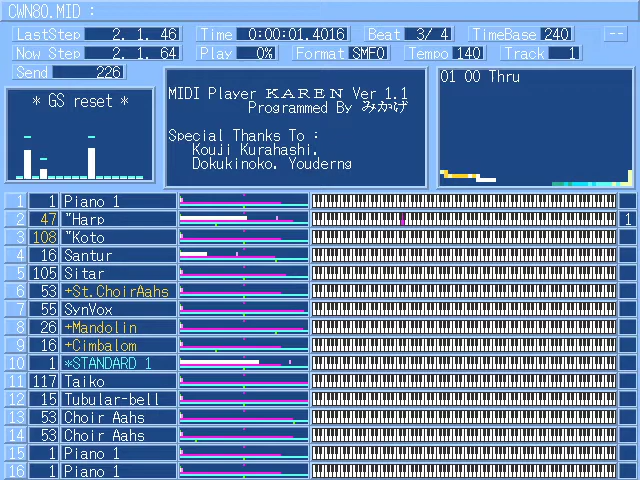 CWN80.MID :
LastStep 2. 1. 46 Time 0:00:01.4016 Beat 3/ 4 TimeBase 240 --
Now Step 2. 1. 64 Play 0% Format SMF0 Tempo 140 Track 1
Send 226
* GS reset *
MIDI Player KAREN Ver 1.1
Programmed By みかげ
Special Thanks To :
Kouji Kurahashi.
Dokukinoko. Youderng
01 00 Thru
1 1 Piano 1
2 47 "Harp 1
3 108 "Koto
4 16 Santur
5 105 Sitar
6 53 +St.ChoirAahs
7 55 SynVox
8 26 +Mandolin
9 16 +Cimbalom
10 1 *STANDARD 1
11 117 Taiko
12 15 Tubular-bell
13 53 Choir Aahs
14 53 Choir Aahs
15 1 Piano 1
16 1 Piano 1